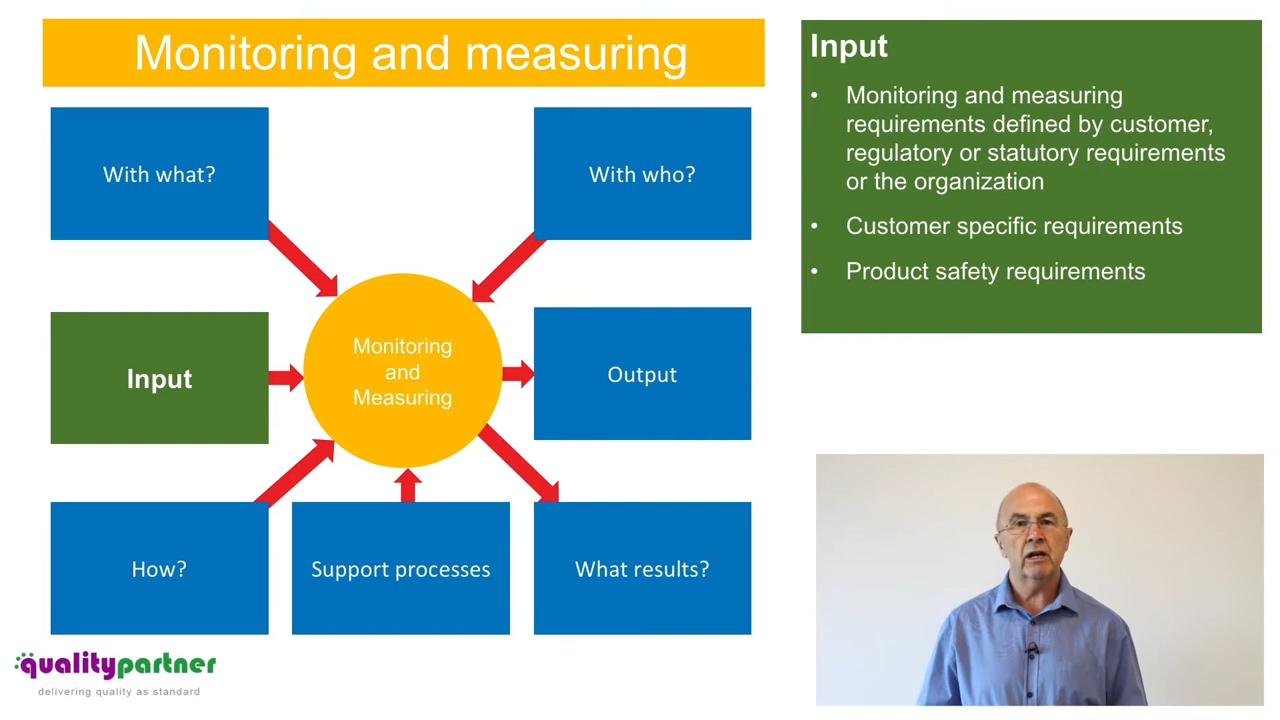 Monitoring and measuring
With what?
With who?
Input
Monitoring
and
Measuring
Output
How?
Support processes
What results?
qualitypartner
delivering quality as standard
Input
• Monitoring and measuring
requirements defined by customer,
regulatory or statutory requirements
or the organization
• Customer specific requirements
• Product safety requirements